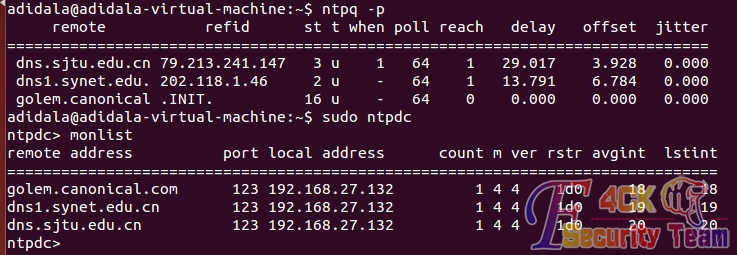 adidala@adidala-virtual-machine:~$ ntpq -p
remote refid st t when poll reach delay offset jitter
==============================================================================
dns.sjtu.edu.cn 79.213.241.147 3 u 1 64 1 29.017 3.928 0.000
dns1.synet.edu. 202.118.1.46 2 u - 64 1 13.791 6.784 0.000
golem.canonical .INIT. 16 u - 64 0 0.000 0.000 0.000
adidala@adidala-virtual-machine:~$ sudo ntpdc
ntpdc> monlist
remote address port local address count m ver rstr avgint lstint
===============================================================================
golem.canonical.com 123 192.168.27.132 1 4 4 1d0 18 18
dns1.synet.edu.cn 123 192.168.27.132 1 4 4 1d0 19 19
dns.sjtu.edu.cn 123 192.168.27.132 1 4 4 1d0 20 20
ntpdc>
F4CK
Security Team